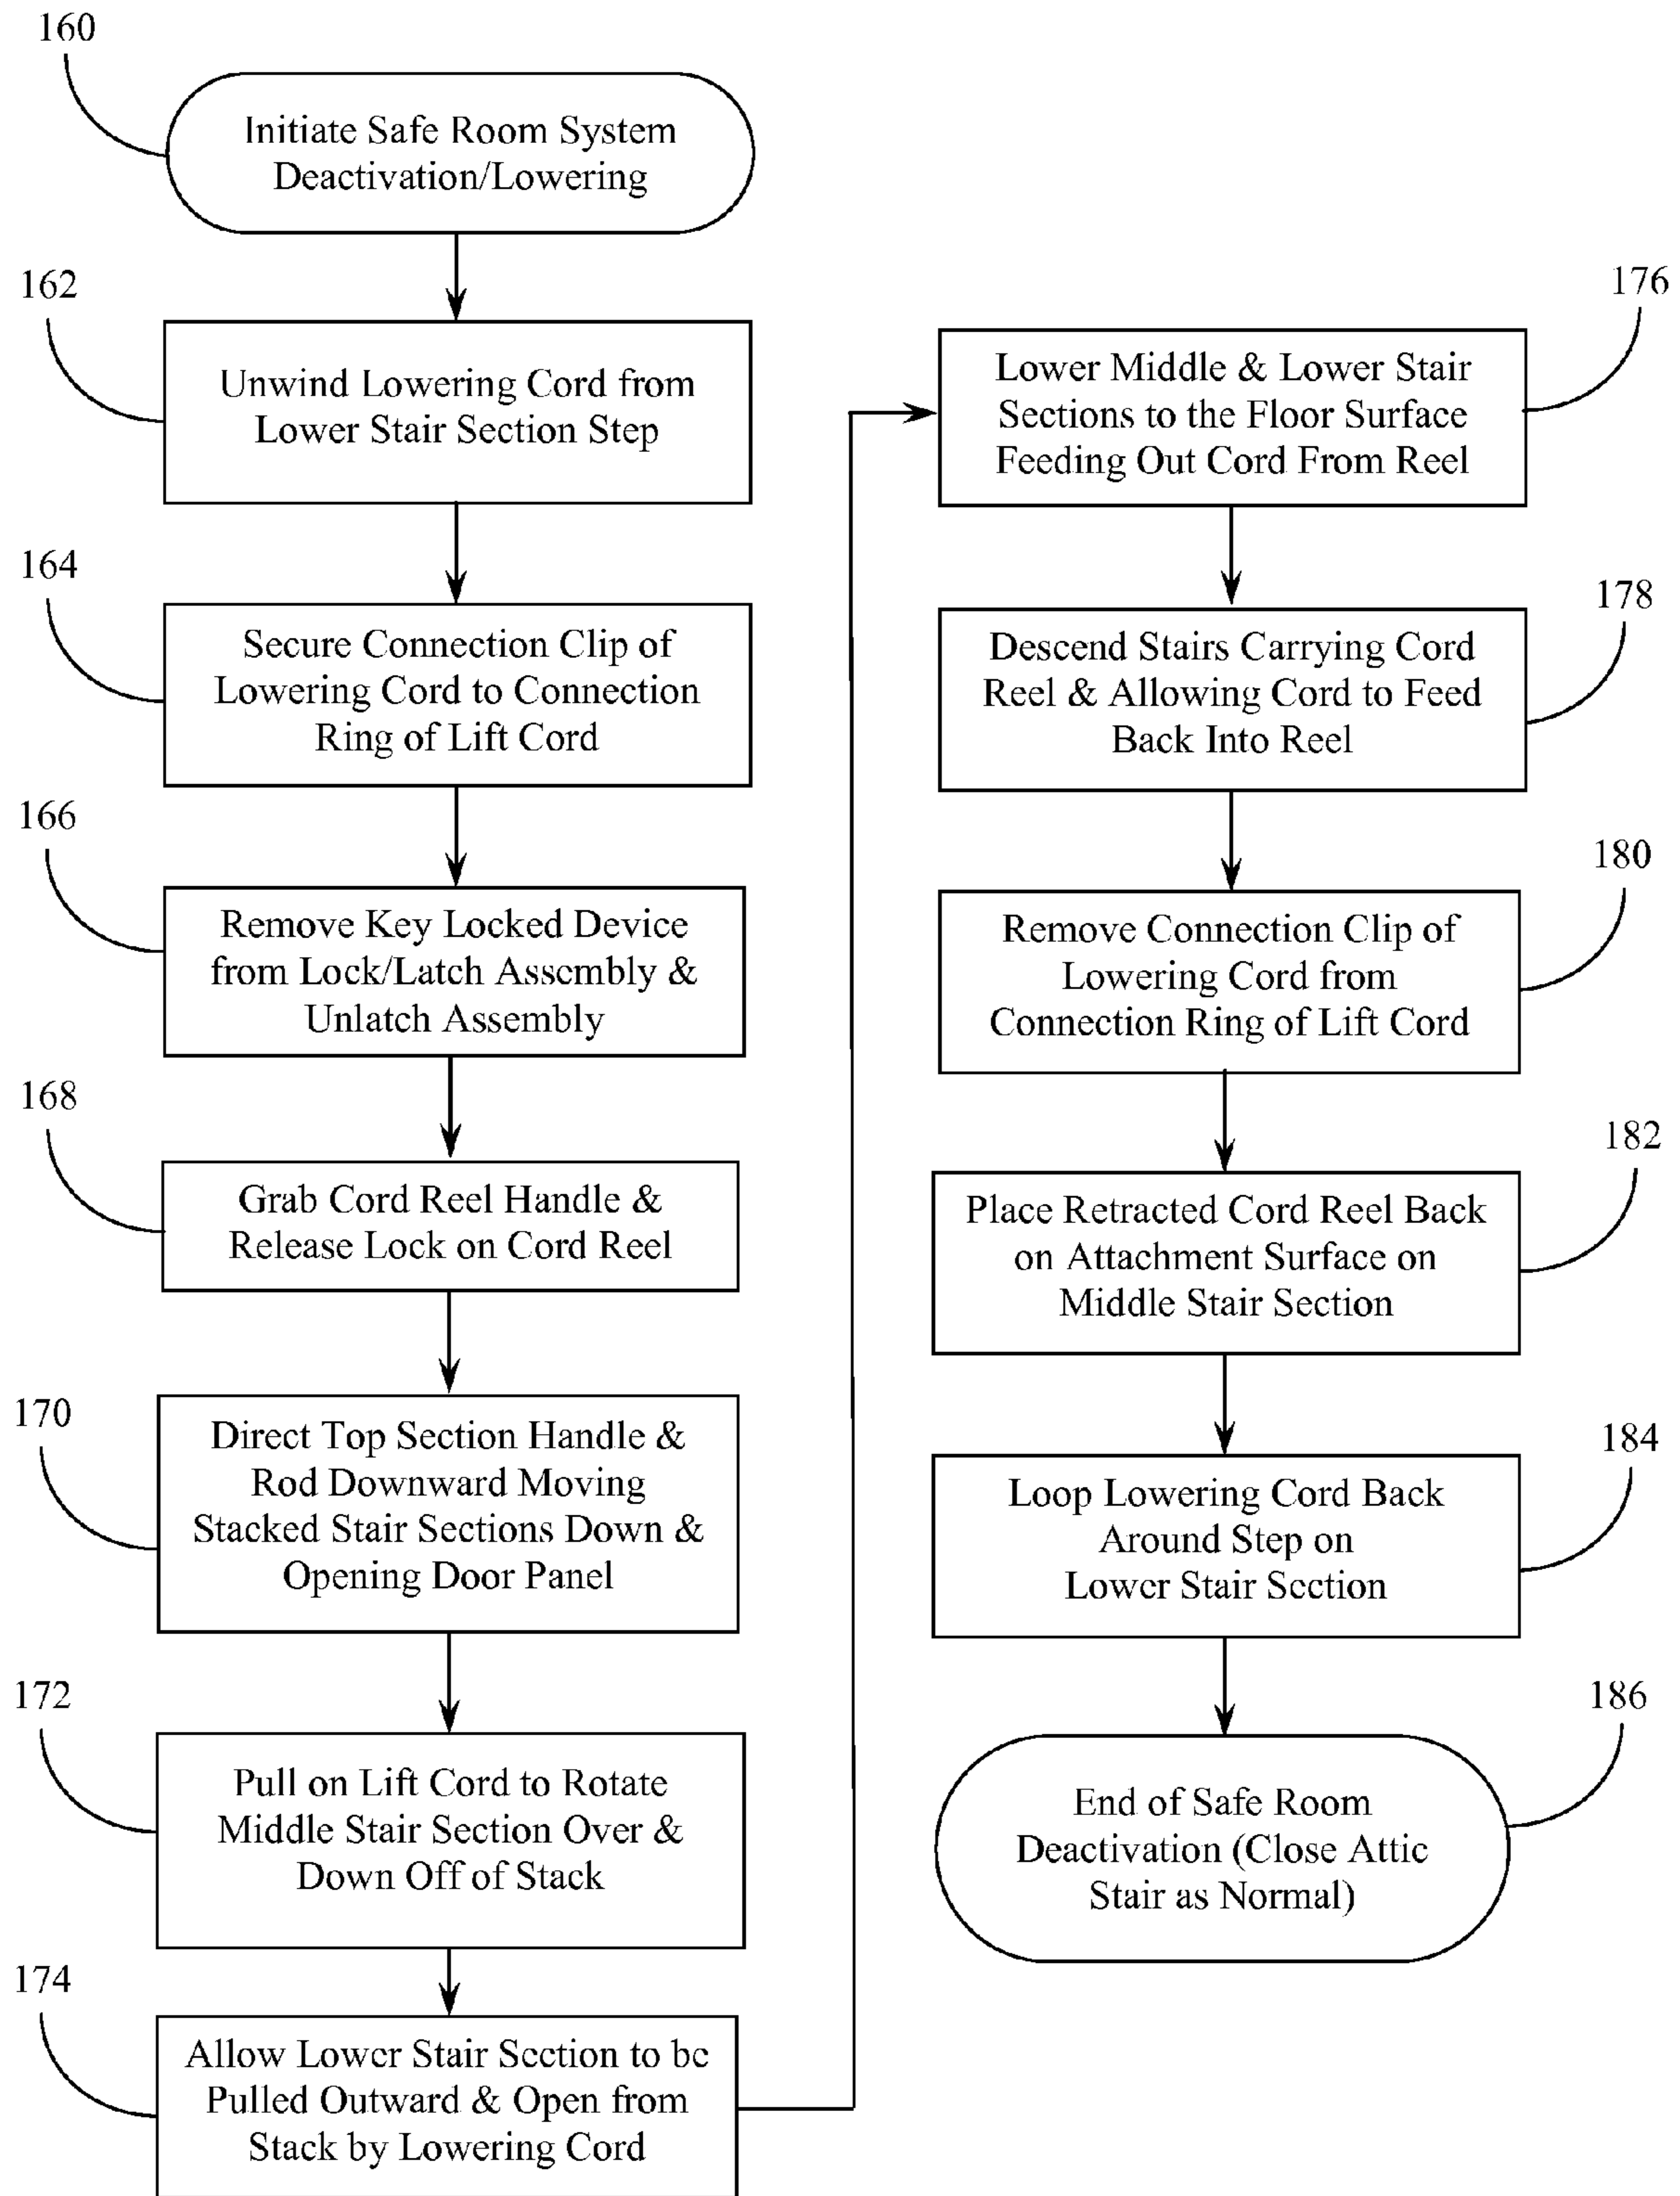 160
Initiate Safe Room System
Deactivation/Lowering
162
Unwind Lowering Cord from
Lower Stair Section Step
164
Secure Connection Clip of
Lowering Cord to Connection
Ring of Lift Cord
166
Remove Key Locked Device
from Lock/Latch Assembly &
Unlatch Assembly
168
Grab Cord Reel Handle &
Release Lock on Cord Reel
170
Direct Top Section Handle &
Rod Downward Moving
Stacked Stair Sections Down &
Opening Door Panel
172
Pull on Lift Cord to Rotate
Middle Stair Section Over &
Down Off of Stack
174
Allow Lower Stair Section to be
Pulled Outward & Open from
Stack by Lowering Cord
176
Lower Middle & Lower Stair
Sections to the Floor Surface
Feeding Out Cord From Reel
178
Descend Stairs Carrying Cord
Reel & Allowing Cord to Feed
Back Into Reel
180
Remove Connection Clip of
Lowering Cord from
Connection Ring of Lift Cord
182
Place Retracted Cord Reel Back
on Attachment Surface on
Middle Stair Section
184
Loop Lowering Cord Back
Around Step on
Lower Stair Section
186
End of Safe Room
Deactivation (Close Attic
Stair as Normal)